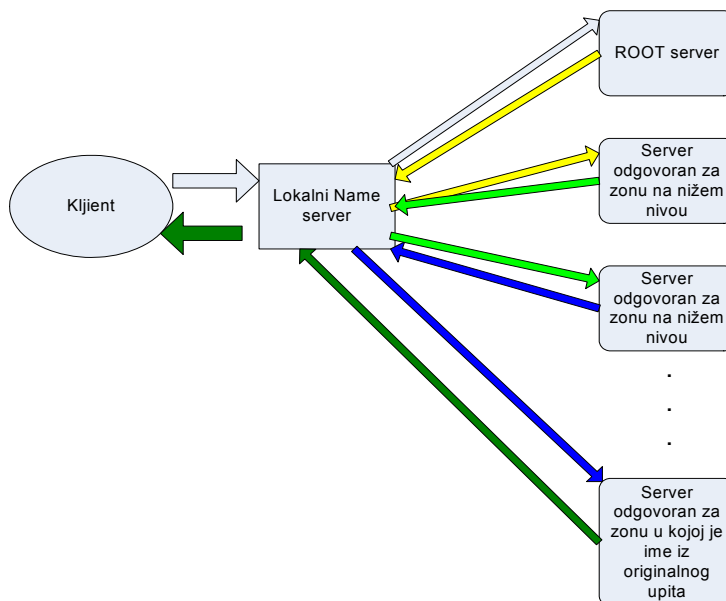 ROOT server
Server
odgovoran za
zonu na nižem
nivou
Kljient
Lokalni Name
server
Server
odgovoran za
zonu na nižem
nivou
.
.
.
Server
odgovoran za
zonu u kojoj je
ime iz
originalnog
upita